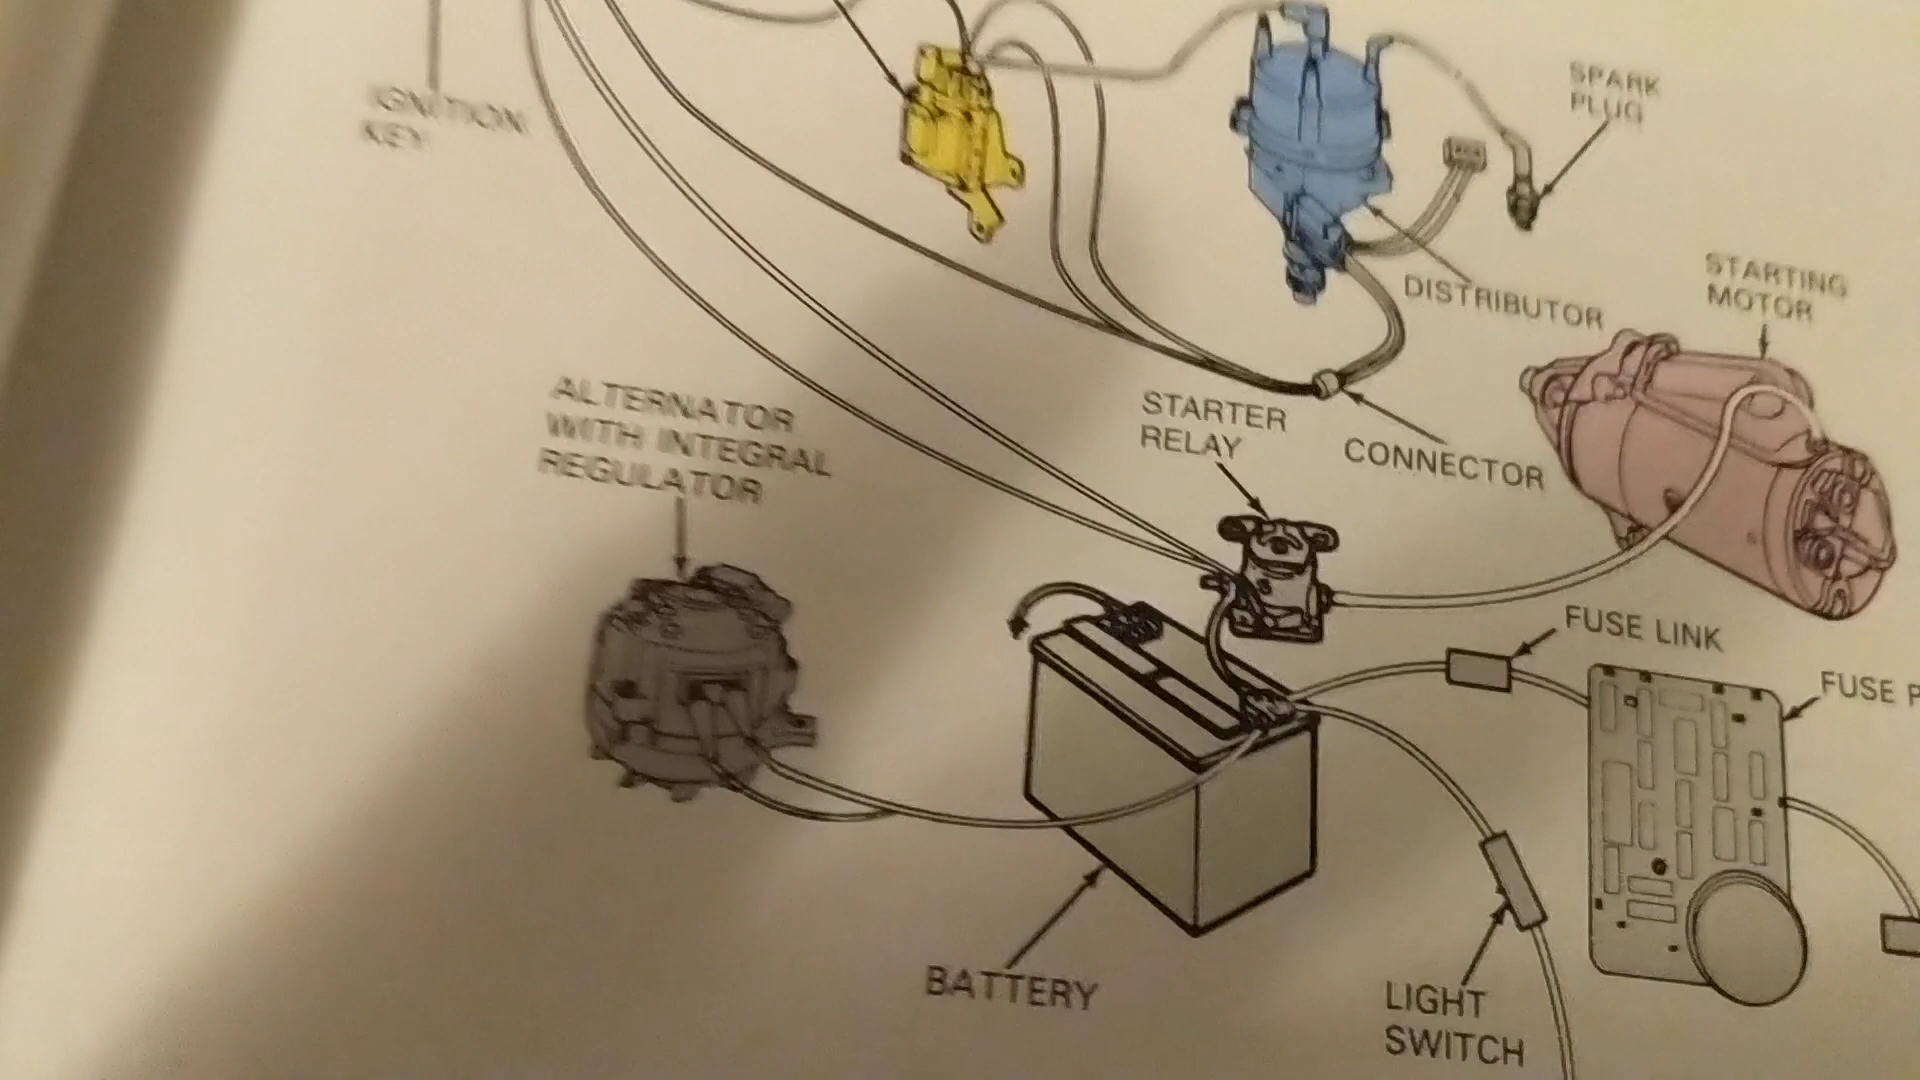 IGNITION
KEY
SPARK
PLUG
DISTRIBUTOR
STARTING
MOTOR
ALTERNATOR
WITH INTEGRAL
REGULATOR
STARTER
RELAY
CONNECTOR
FUSE LINK
FUSE P
BATTERY
LIGHT
SWITCH